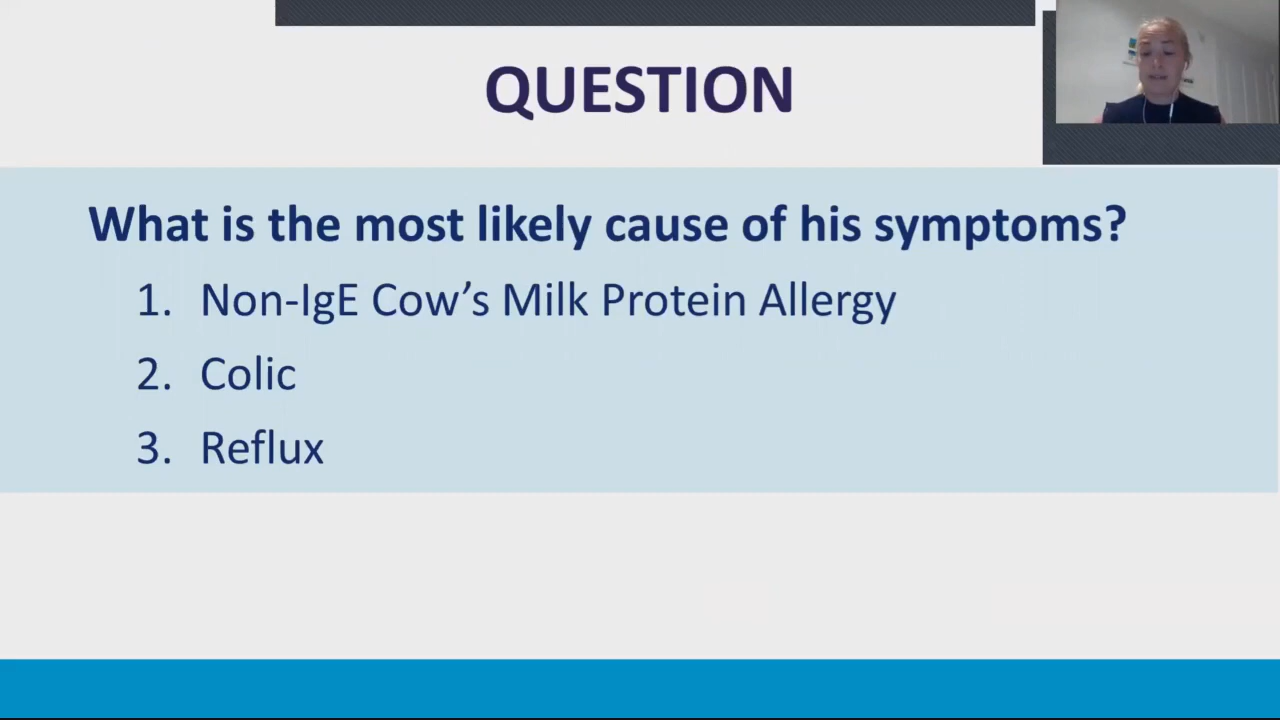 QUESTION
What is the most likely cause of his symptoms?
1. Non-IgE Cow’s Milk Protein Allergy
2. Colic
3. Reflux